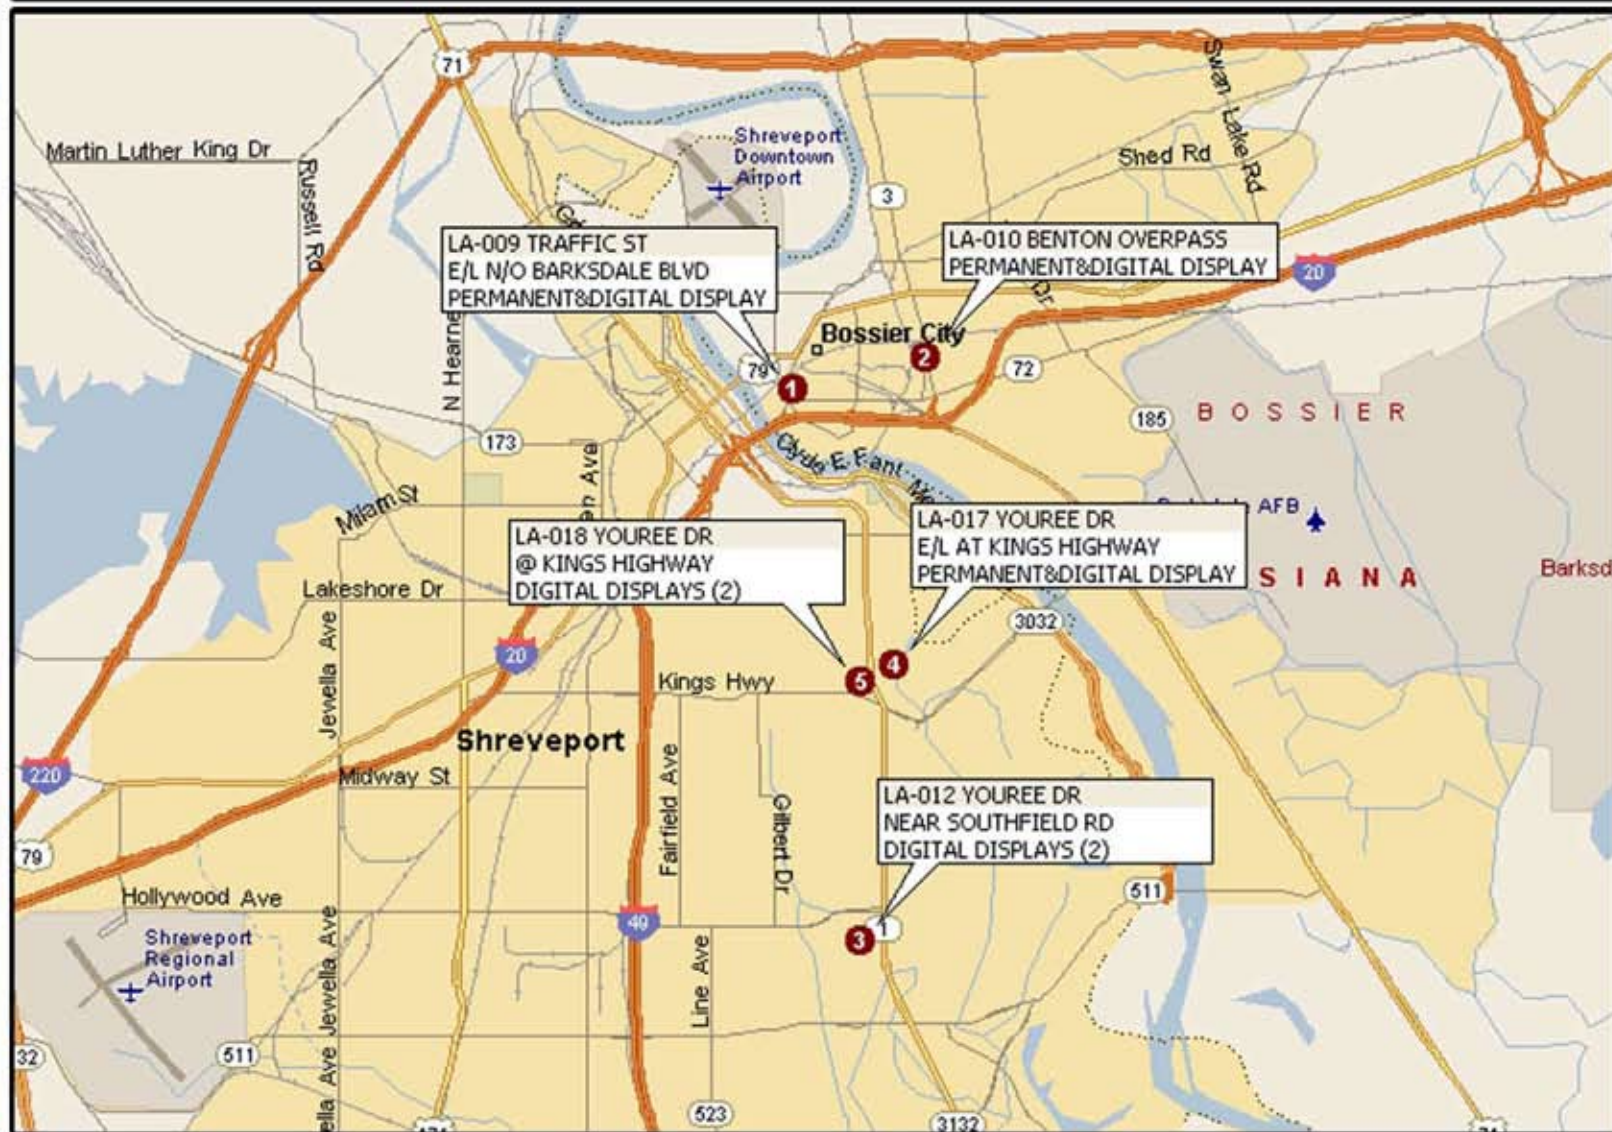 71
Martin Luther King Dr
Russell Rd
Shreveport
Downtown
Airport
3
Swan Lake Rd
Shed Rd
LA-009 TRAFFIC ST
E/L N/O BARKSDALE BLVD
PERMANENT&DIGITAL DISPLAY
LA-010 BENTON OVERPASS
PERMANENT&DIGITAL DISPLAY
Dr
20
N Hearne
Bossier City
79
1
2
72
173
185
BOSSIER
Clyde E Fant
Milam St
en Ave
AFB
LA-018 YOUREE DR
@ KINGS HIGHWAY
DIGITAL DISPLAYS (2)
LA-017 YOUREE DR
E/L AT KINGS HIGHWAY
PERMANENT&DIGITAL DISPLAY
SIANA
Barksd
Lakeshore Dr
Jewella Ave
20
3032
4
5
Kings Hwy
Shreveport
220
Midway St
Fairfield Ave
Gilbert Dr
LA-012 YOUREE DR
NEAR SOUTHFIELD RD
DIGITAL DISPLAYS (2)
79
Hollywood Ave
49
511
3
1
Shreveport
Regional
Airport
Jewella Ave
Line Ave
32
511
ella Ave
523
3132